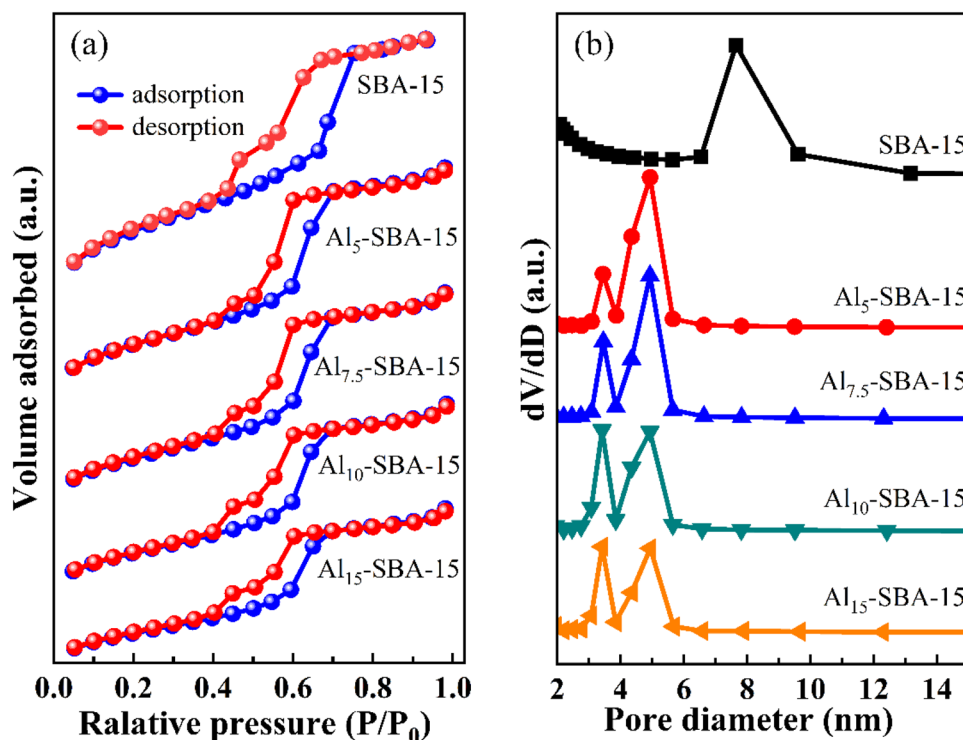 (a)
adsorption
desorption
SBA-15
Al₅-SBA-15
Al₇.₅-SBA-15
Al₁₀-SBA-15
Al₁₅-SBA-15
Volume adsorbed (a.u.)
0.0 0.2 0.4 0.6 0.8 1.0
Ralative pressure (P/P₀)
(b)
SBA-15
Al₅-SBA-15
Al₇.₅-SBA-15
Al₁₀-SBA-15
Al₁₅-SBA-15
dV/dD (a.u.)
2 4 6 8 10 12 14
Pore diameter (nm)